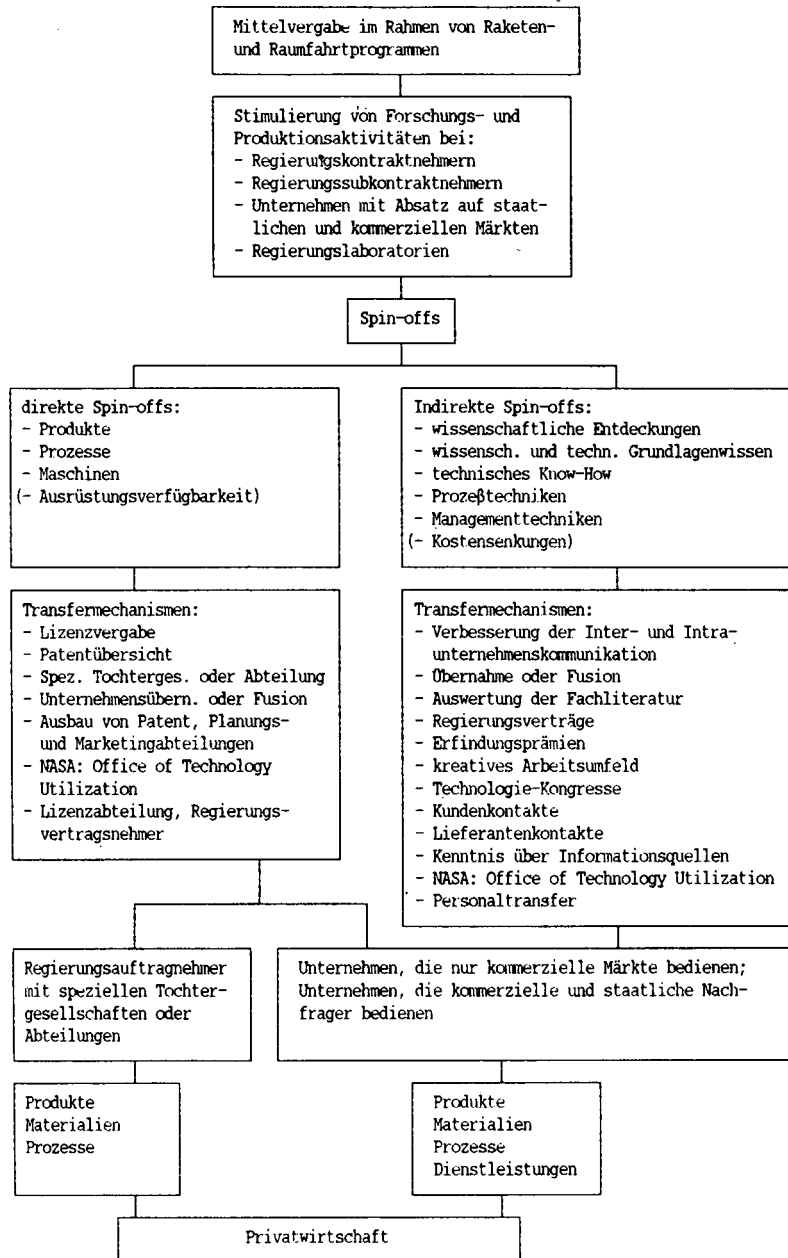 Mittelvergabe im Rahmen von Raketen-
und Raumfahrtprogrammen
Stimulierung von Forschungs- und
Produktionsaktivitäten bei:
- Regierungskontraktnehmern
- Regierungssubkontraktnehmern
- Unternehmen mit Absatz auf staat-
lichen und kommerziellen Märkten
- Regierungslaboratorien
Spin-offs
direkte Spin-offs:
- Produkte
- Prozesse
- Maschinen
(- Ausrüstungsverfügbarkeit)
Indirekte Spin-offs:
- wissenschaftliche Entdeckungen
- wissensch. und techn. Grundlagenwissen
- technisches Know-How
- Prozeßtechniken
- Managementtechniken
(- Kostensenkungen)
Transfermechanismen:
- Lizenzvergabe
- Patentübersicht
- Spez. Tochterges. oder Abteilung
- Unternehmensübern. oder Fusion
- Ausbau von Patent, Planungs-
und Marketingabteilungen
- NASA: Office of Technology
Utilization
- Lizenzabteilung, Regierungs-
vertragsnehmer
Transfermechanismen:
- Verbesserung der Inter- und Intra-
unternehmenskommunikation
- Übernahme oder Fusion
- Auswertung der Fachliteratur
- Regierungsverträge
- Erfindungsprämien
- kreatives Arbeitsumfeld
- Technologie-Kongresse
- Kundenkontakte
- Lieferantenkontakte
- Kenntnis über Informationsquellen
- NASA: Office of Technology Utilization
- Personaltransfer
Regierungsauftragnehmer
mit speziellen Tochter-
gesellschaften oder
Abteilungen
Unternehmen, die nur kommerzielle Märkte bedienen;
Unternehmen, die kommerzielle und staatliche Nach-
frager bedienen
Produkte
Materialien
Prozesse
Produkte
Materialien
Prozesse
Dienstleistungen
Privatwirtschaft